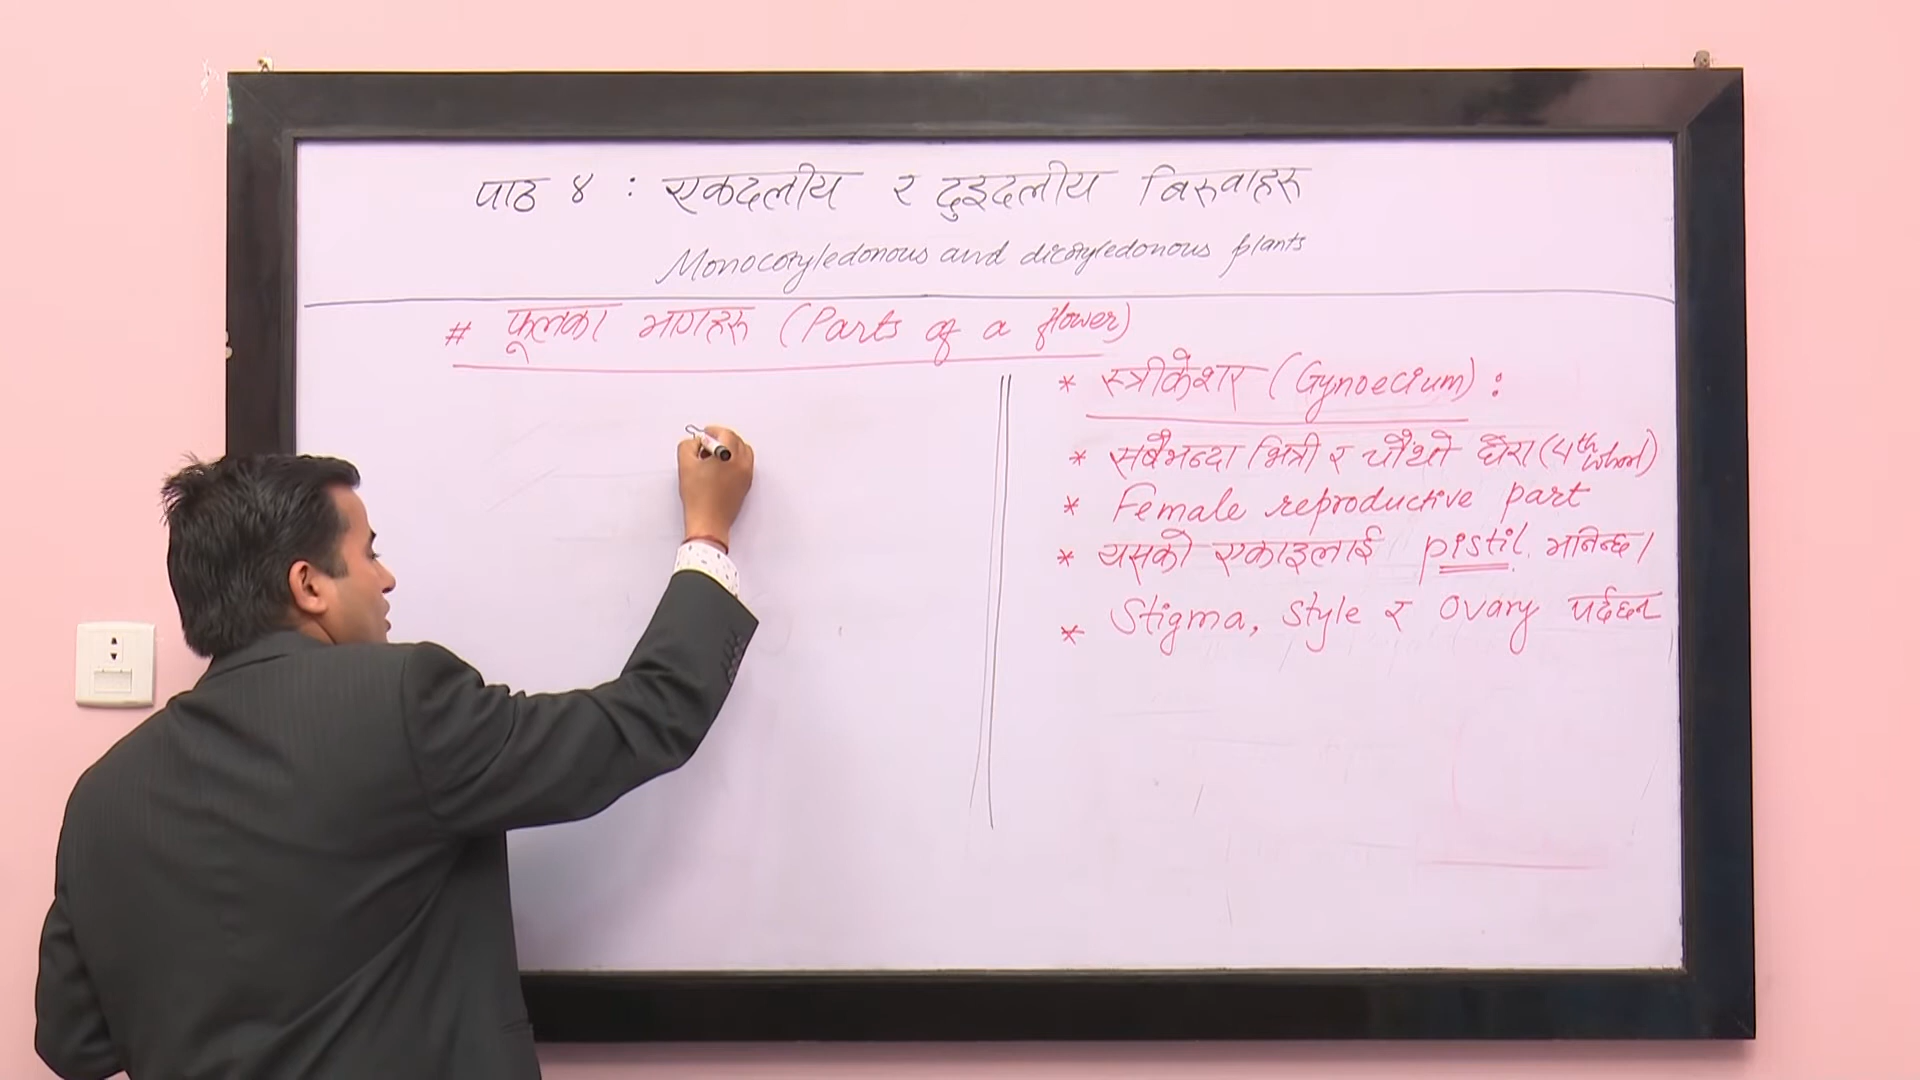 पाठ ४ : एकदलीय र दुइदलीय बिरुवाहरु
Monocotyledonous and dicotyledonous plants
# फूलका भागहरु (Parts of a flower)
* स्त्रीकेशर (Gynoecium) :
* सबैभन्दा भित्री र चौथो घेरा (4th whorl)
* Female reproductive part
* यसको एकाइलाई pistil भनिन्छ।
* Stigma, style र ovary पर्दछन